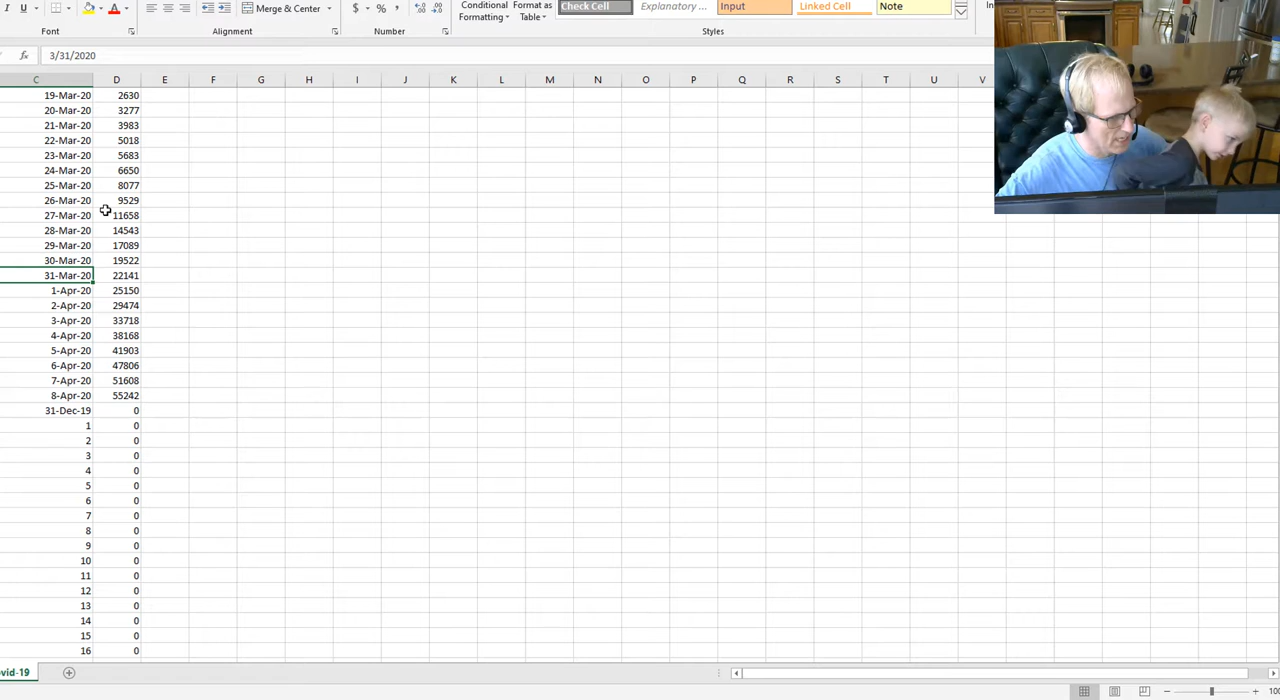 I U A Merge & Center $ % , Conditional Formatting Format as Table Check Cell Explanatory ... Input Linked Cell Note
Font Alignment Number Styles
fx 3/31/2020
C D E F G H I J K L M N O P Q R S T U V
19-Mar-20 2630
20-Mar-20 3277
21-Mar-20 3983
22-Mar-20 5018
23-Mar-20 5683
24-Mar-20 6650
25-Mar-20 8077
26-Mar-20 9529
27-Mar-20 11658
28-Mar-20 14543
29-Mar-20 17089
30-Mar-20 19522
31-Mar-20 22141
1-Apr-20 25150
2-Apr-20 29474
3-Apr-20 33718
4-Apr-20 38168
5-Apr-20 41903
6-Apr-20 47806
7-Apr-20 51608
8-Apr-20 55242
31-Dec-19 0
1 0
2 0
3 0
4 0
5 0
6 0
7 0
8 0
9 0
10 0
11 0
12 0
13 0
14 0
15 0
16 0
vid-19
100